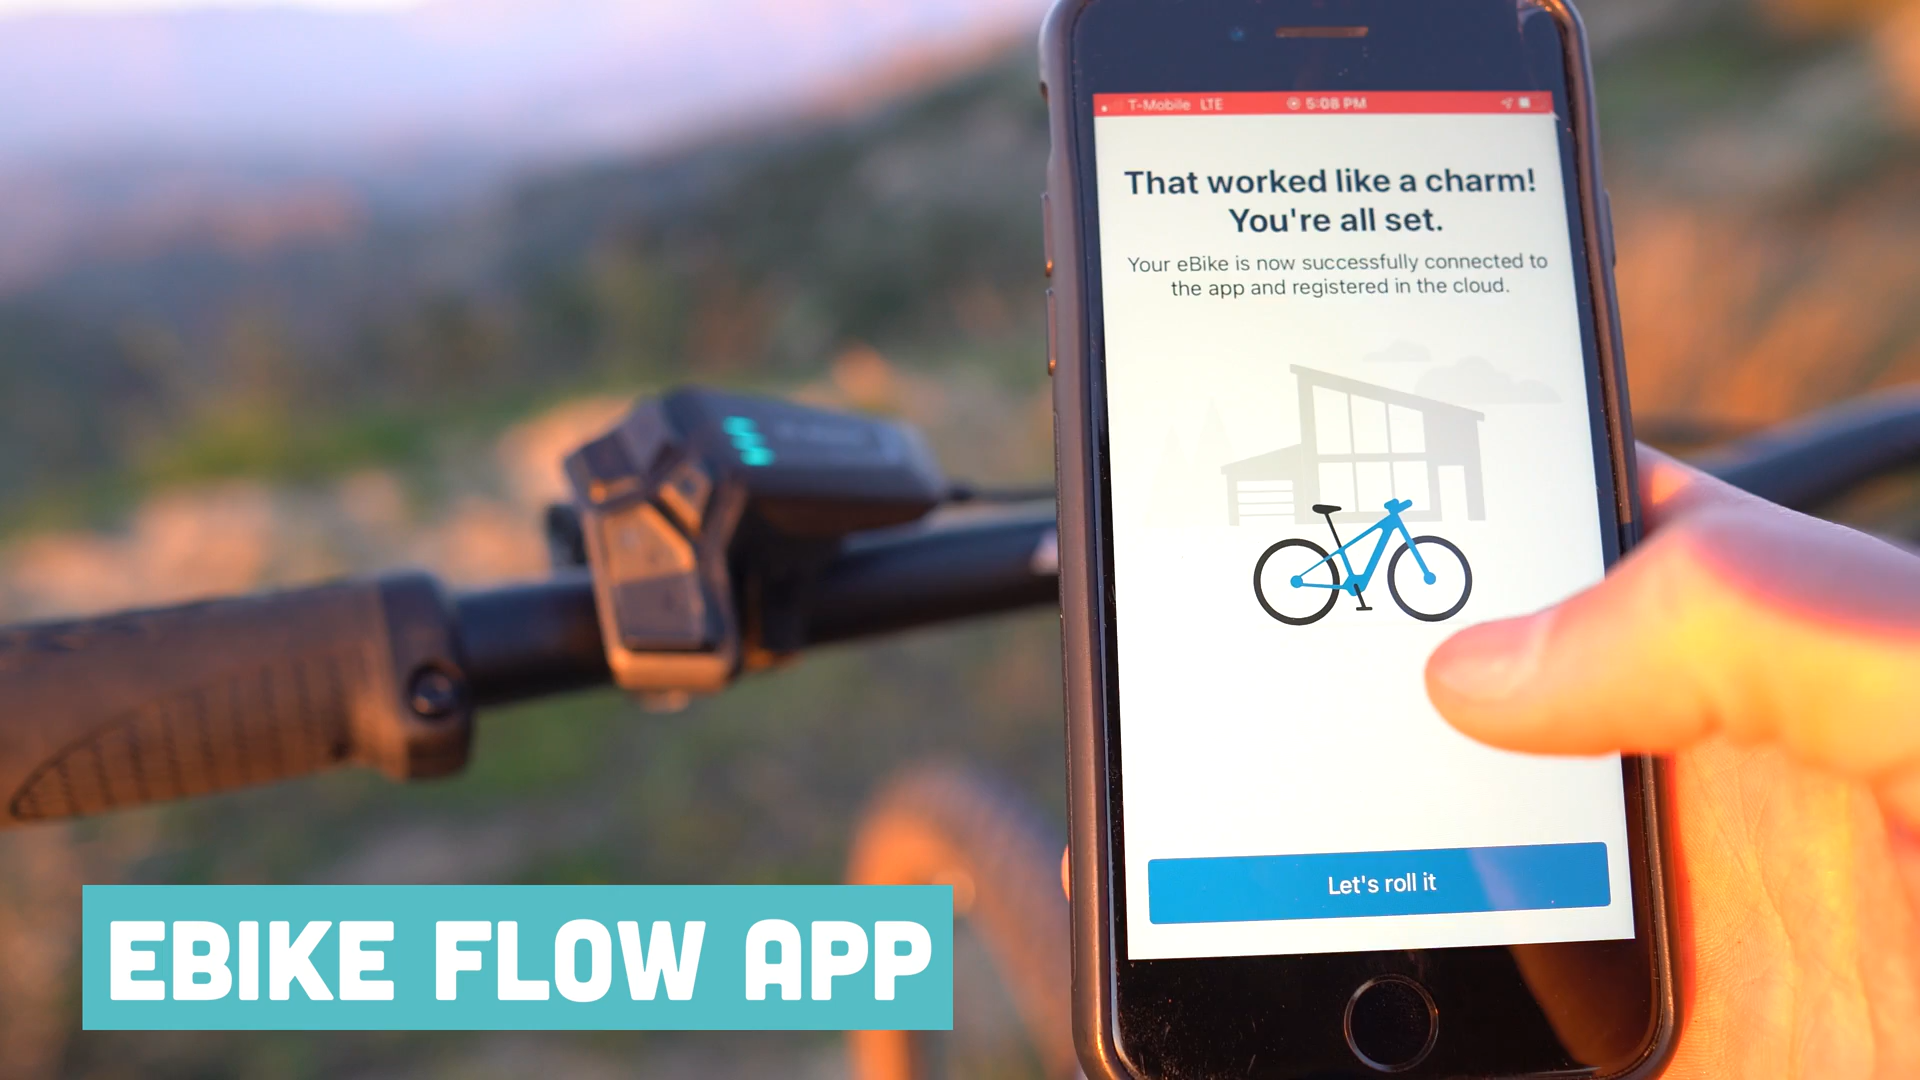 T-Mobile LTE 5:08 PM
That worked like a charm!
You're all set.
Your eBike is now successfully connected to
the app and registered in the cloud.
Let's roll it
EBIKE FLOW APP